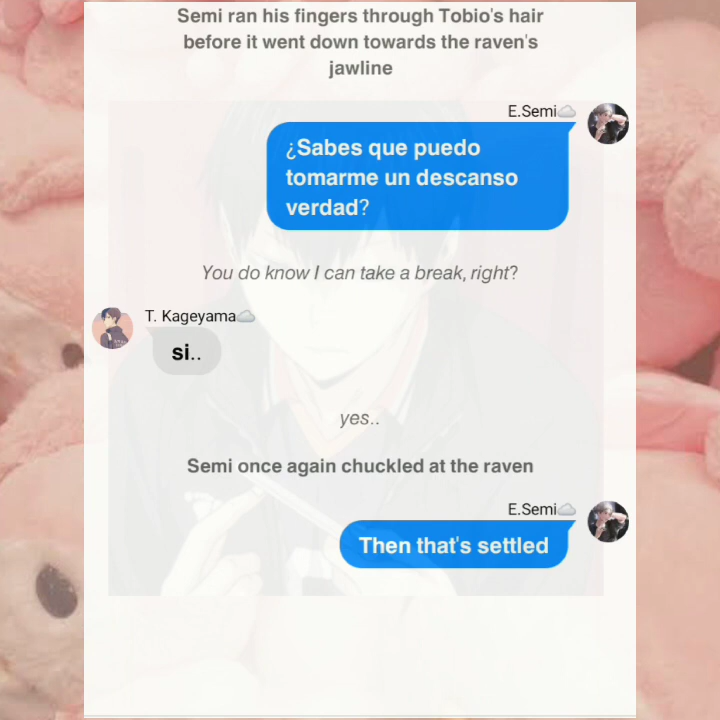 Semi ran his fingers through Tobio's hair
before it went down towards the raven's
jawline
E.Semi☁️
¿Sabes que puedo
tomarme un descanso
verdad?
You do know I can take a break, right?
T. Kageyama☁️
si..
yes..
Semi once again chuckled at the raven
E.Semi☁️
Then that's settled